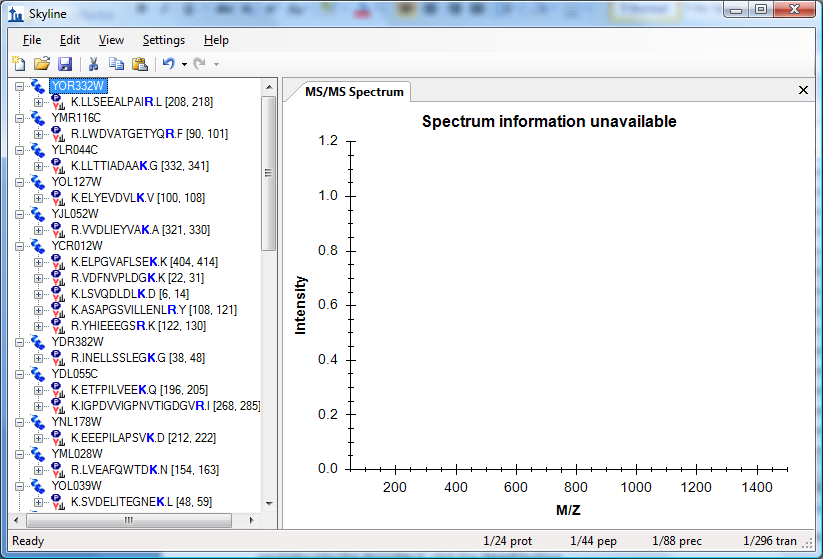 Skyline
File Edit View Settings Help
YOR332W
K.LLSEEALPAIR.L [208, 218]
YMR116C
R.LWDVATGETYQR.F [90, 101]
YLR044C
K.LLTTIADAAK.G [332, 341]
YOL127W
K.ELYEVDVLK.V [100, 108]
YJL052W
R.VVDLIEYVAK.A [321, 330]
YCR012W
K.ELPGVAFLSEK.K [404, 414]
R.VDFNVPLDGK.K [22, 31]
K.LSVQDLDLK.D [6, 14]
K.ASAPGSVILLENLR.Y [108, 121]
R.YHIEEEGSR.K [122, 130]
YDR382W
R.INELLSSLEGK.G [38, 48]
YDL055C
K.ETFPILVEEK.Q [196, 205]
K.IGPDVVIGPNVTIGDGVR.I [268, 285]
YNL178W
K.EEEPILAPSVK.D [212, 222]
YML028W
R.LVEAFQWTDK.N [154, 163]
YOL039W
K.SVDELITEGNEK.L [48, 59]
MS/MS Spectrum
Spectrum information unavailable
1.2
1.0
0.8
0.6
0.4
0.2
0.0
Intensity
200 400 600 800 1000 1200 1400
M/Z
Ready 1/24 prot 1/44 pep 1/88 prec 1/296 tran